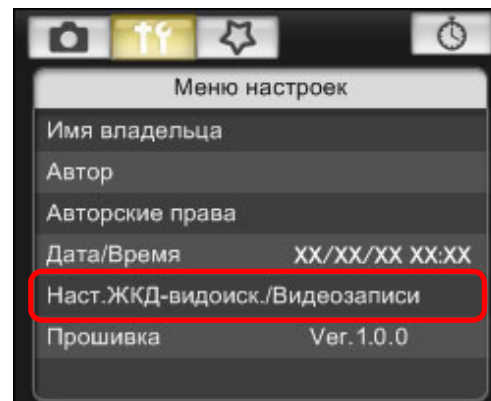 Меню настроек
Имя владельца
Автор
Авторские права
Дата/Время XX/XX/XX XX:XX
Наст.ЖКД-видоиск./Видеозаписи
Прошивка Ver.1.0.0